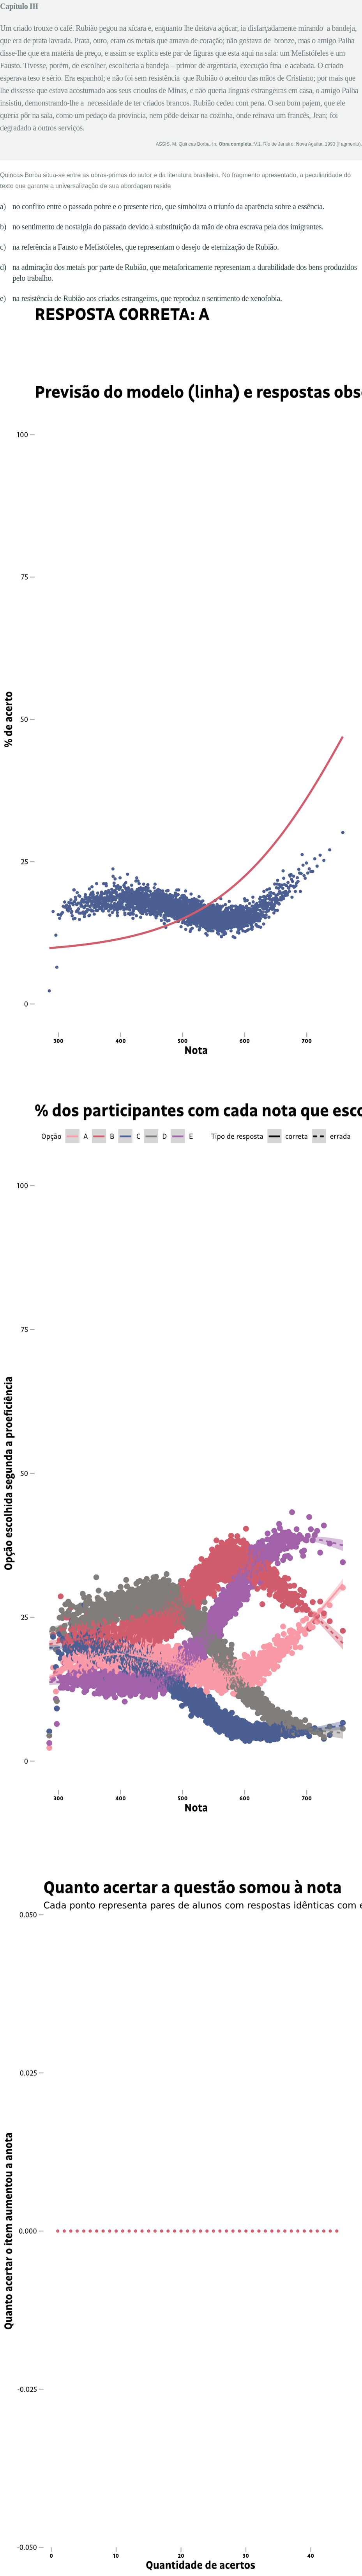 Capítulo III
Um criado trouxe o café. Rubião pegou na xícara e, enquanto lhe deitava açúcar, ia disfarçadamente mirando a bandeja,
que era de prata lavrada. Prata, ouro, eram os metais que amava de coração; não gostava de bronze, mas o amigo Palha
disse-lhe que era matéria de preço, e assim se explica este par de figuras que esta aqui na sala: um Mefistófeles e um
Fausto. Tivesse, porém, de escolher, escolheria a bandeja – primor de argentaria, execução fina e acabada. O criado
esperava teso e sério. Era espanhol; e não foi sem resistência que Rubião o aceitou das mãos de Cristiano; por mais que
lhe dissesse que estava acostumado aos seus crioulos de Minas, e não queria línguas estrangeiras em casa, o amigo Palha
insistiu, demonstrando-lhe a necessidade de ter criados brancos. Rubião cedeu com pena. O seu bom pajem, que ele
queria pôr na sala, como um pedaço da província, nem pôde deixar na cozinha, onde reinava um francês, Jean; foi
degradado a outros serviços.
ASSIS, M. Quincas Borba. In: Obra completa. V.1. Rio de Janeiro: Nova Aguilar, 1993 (fragmento).
Quincas Borba situa-se entre as obras-primas do autor e da literatura brasileira. No fragmento apresentado, a peculiaridade do
texto que garante a universalização de sua abordagem reside
a) no conflito entre o passado pobre e o presente rico, que simboliza o triunfo da aparência sobre a essência.
b) no sentimento de nostalgia do passado devido à substituição da mão de obra escrava pela dos imigrantes.
c) na referência a Fausto e Mefistófeles, que representam o desejo de eternização de Rubião.
d) na admiração dos metais por parte de Rubião, que metaforicamente representam a durabilidade dos bens produzidos
pelo trabalho.
e) na resistência de Rubião aos criados estrangeiros, que reproduz o sentimento de xenofobia.
RESPOSTA CORRETA: A
Previsão do modelo (linha) e respostas obs
100
75
50
25
0
% de acerto
300 400 500 600 700
Nota
% dos participantes com cada nota que esco
Opção A B C D E Tipo de resposta correta errada
100
75
50
25
0
Opção escolhida segunda a proeficiência
300 400 500 600 700
Nota
Quanto acertar a questão somou à nota
Cada ponto representa pares de alunos com respostas idênticas com e
0.050
0.025
0.000
-0.025
-0.050
Quanto acertar o item aumentou a anota
0 10 20 30 40
Quantidade de acertos